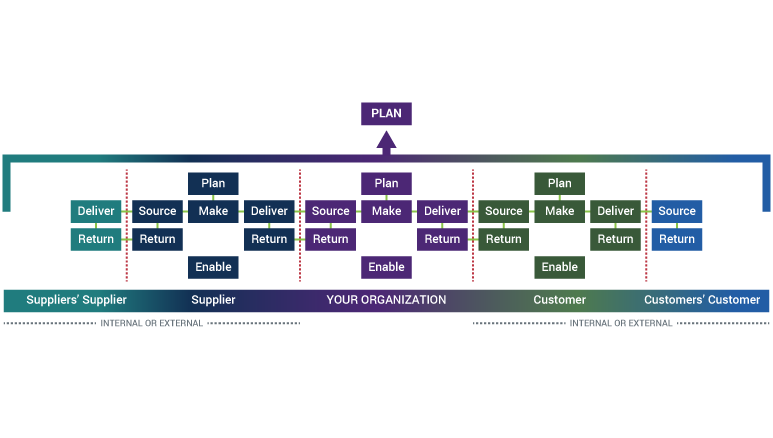 PLAN
Plan Plan Plan
Deliver Source Make Deliver Source Make Deliver Source Make Deliver Source
Return Return Return Return Return Return Return Return
Enable Enable Enable
Suppliers' Supplier Supplier YOUR ORGANIZATION Customer Customers' Customer
INTERNAL OR EXTERNAL INTERNAL OR EXTERNAL